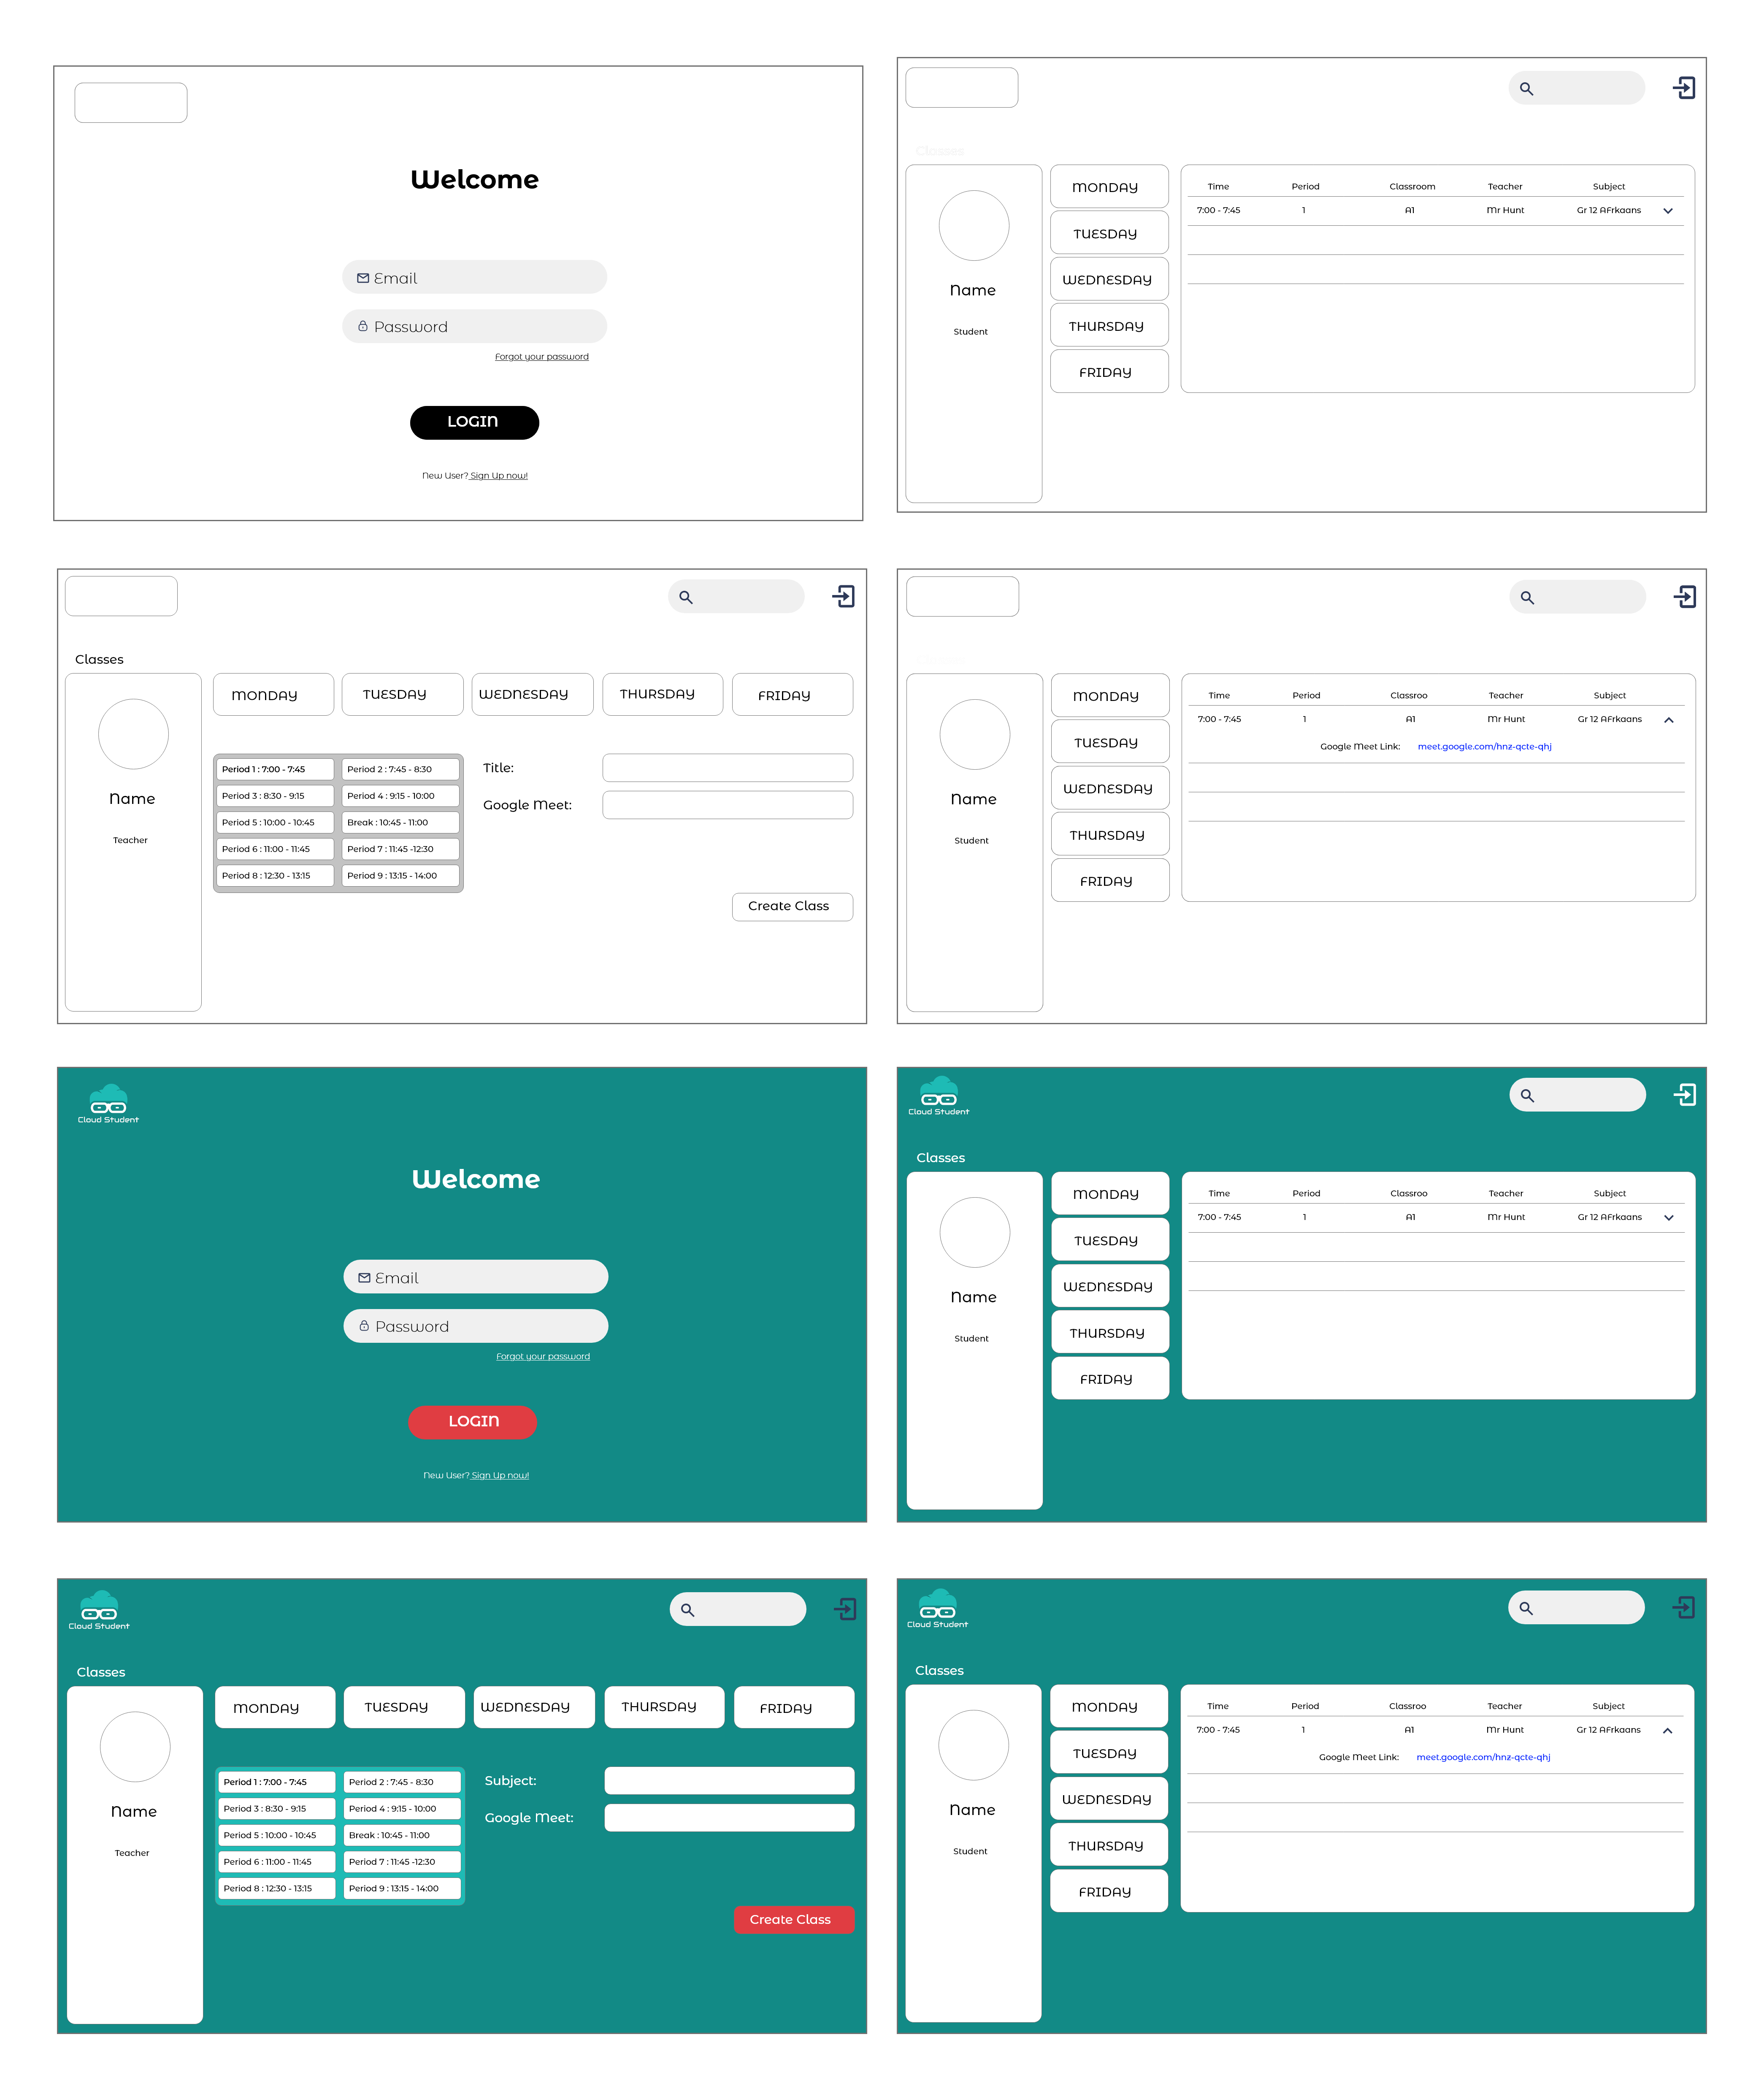 Welcome
Email
Password
Forgot your password
LOGIN
New User? Sign Up now!
Classes
MONDAY
TUESDAY
WEDNESDAY
THURSDAY
FRIDAY
Name
Student
Time Period Classroom Teacher Subject
7:00 - 7:45 1 A1 Mr Hunt Gr 12 AFrkaans
Classes
Name
Teacher
MONDAY TUESDAY WEDNESDAY THURSDAY FRIDAY
Period 1 : 7:00 - 7:45 Period 2 : 7:45 - 8:30
Period 3 : 8:30 - 9:15 Period 4 : 9:15 - 10:00
Period 5 : 10:00 - 10:45 Break : 10:45 - 11:00
Period 6 : 11:00 - 11:45 Period 7 : 11:45 -12:30
Period 8 : 12:30 - 13:15 Period 9 : 13:15 - 14:00
Title:
Google Meet:
Create Class
Name
Student
MONDAY
TUESDAY
WEDNESDAY
THURSDAY
FRIDAY
Time Period Classroo Teacher Subject
7:00 - 7:45 1 A1 Mr Hunt Gr 12 AFrkaans
Google Meet Link: meet.google.com/hnz-qcte-qhj
Cloud Student
Welcome
Email
Password
Forgot your password
LOGIN
New User? Sign Up now!
Cloud Student
Classes
Name
Student
MONDAY
TUESDAY
WEDNESDAY
THURSDAY
FRIDAY
Time Period Classroo Teacher Subject
7:00 - 7:45 1 A1 Mr Hunt Gr 12 AFrkaans
Cloud Student
Classes
Name
Teacher
MONDAY TUESDAY WEDNESDAY THURSDAY FRIDAY
Period 1 : 7:00 - 7:45 Period 2 : 7:45 - 8:30
Period 3 : 8:30 - 9:15 Period 4 : 9:15 - 10:00
Period 5 : 10:00 - 10:45 Break : 10:45 - 11:00
Period 6 : 11:00 - 11:45 Period 7 : 11:45 -12:30
Period 8 : 12:30 - 13:15 Period 9 : 13:15 - 14:00
Subject:
Google Meet:
Create Class
Cloud Student
Classes
Name
Student
MONDAY
TUESDAY
WEDNESDAY
THURSDAY
FRIDAY
Time Period Classroo Teacher Subject
7:00 - 7:45 1 A1 Mr Hunt Gr 12 AFrkaans
Google Meet Link: meet.google.com/hnz-qcte-qhj